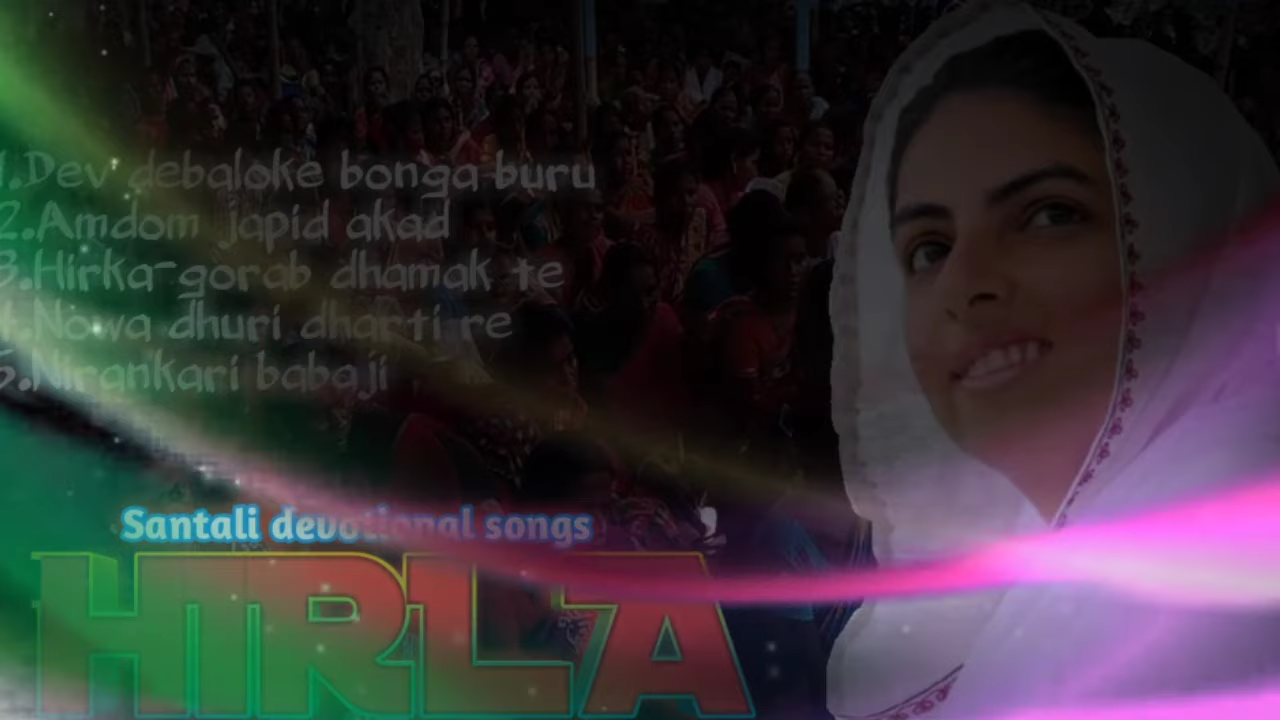 1.Dev debaloke bonga buru
2.Amdom japid akad
3.Hirka-gorab dhamak te
4.Nowa dhuri dharti re
5.Nirankari babaji
Santali devotional songs
HIRLA